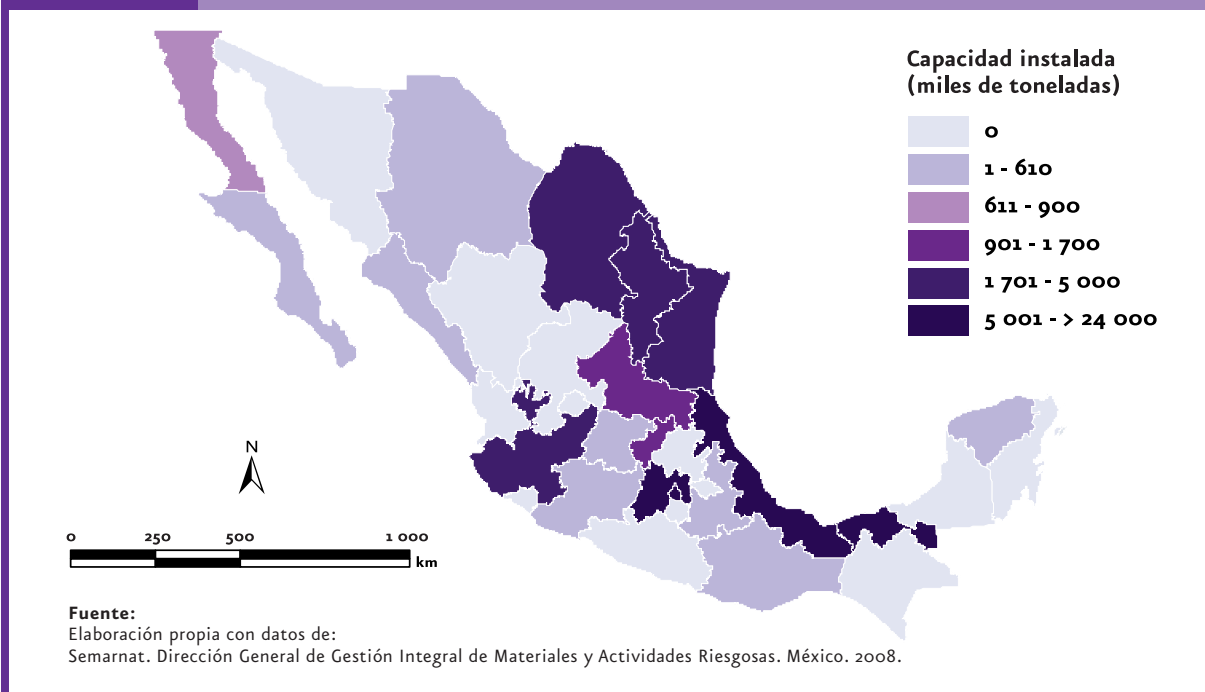 Capacidad instalada
(miles de toneladas)
0
1 - 610
611 - 900
901 - 1 700
1 701 - 5 000
5 001 - > 24 000
N
0 250 500 1 000
km
Fuente:
Elaboración propia con datos de:
Semarnat. Dirección General de Gestión Integral de Materiales y Actividades Riesgosas. México. 2008.